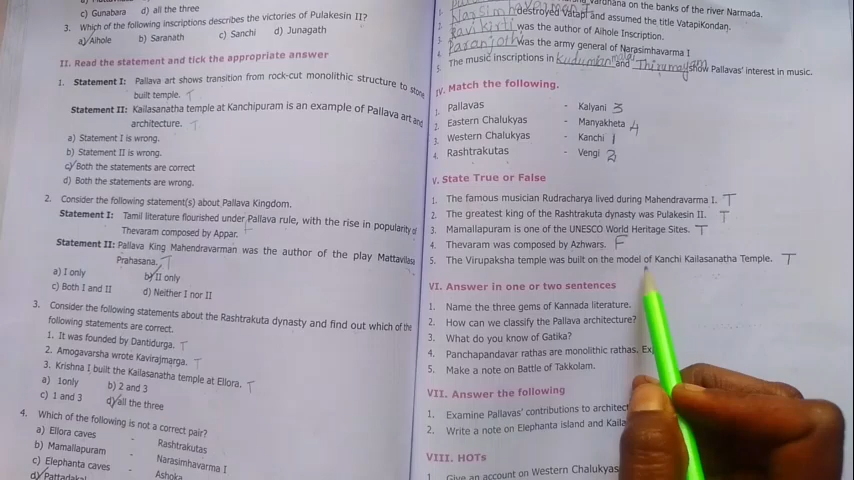 c) Gunabara d) all the three
3. Which of the following inscriptions describes the victories of Pulakesin II?
a) Aihole b) Saranath c) Sanchi d) Junagath
II. Read the statement and tick the appropriate answer
1. Statement I: Pallava art shows transition from rock-cut monolithic structure to stone
built temple. T
Statement II: Kailasanatha temple at Kanchipuram is an example of Pallava art and
architecture. T
a) Statement I is wrong.
b) Statement II is wrong.
c) Both the statements are correct
d) Both the statements are wrong.
2. Consider the following statement(s) about Pallava Kingdom.
Statement I: Tamil literature flourished under Pallava rule, with the rise in popularity of
Thevaram composed by Appar. F
Statement II: Pallava King Mahendravarman was the author of the play Mattavilasa
Prahasana. T
a) I only b) II only
c) Both I and II d) Neither I nor II
3. Consider the following statements about the Rashtrakuta dynasty and find out which of the
following statements are correct.
1. It was founded by Dantidurga. T
2. Amogavarsha wrote Kavirajmarga. T
3. Krishna I built the Kailasanatha temple at Ellora. T
a) 1only b) 2 and 3
c) 1 and 3 d) all the three
4. Which of the following is not a correct pair?
a) Ellora caves - Rashtrakutas
b) Mamallapuram - Narasimhavarma I
c) Elephanta caves - Ashoka
d) Pattadakal
on the banks of the river Narmada.
Narsimhavarman I destroyed Vatapi and assumed the title VatapiKondan.
Ravikirti was the author of Aihole Inscription.
4. Paranjothi was the army general of Narasimhavarma I
5. The music inscriptions in Kudumianmalai and Thirumayam show Pallavas' interest in music.
IV. Match the following.
1. Pallavas - Kalyani 3
2. Eastern Chalukyas - Manyakheta 4
3. Western Chalukyas - Kanchi 1
4. Rashtrakutas - Vengi 2
V. State True or False
1. The famous musician Rudracharya lived during Mahendravarma I. T
2. The greatest king of the Rashtrakuta dynasty was Pulakesin II. T
3. Mamallapuram is one of the UNESCO World Heritage Sites. T
4. Thevaram was composed by Azhwars. F
5. The Virupaksha temple was built on the model of Kanchi Kailasanatha Temple. T
VI. Answer in one or two sentences
1. Name the three gems of Kannada literature.
2. How can we classify the Pallava architecture?
3. What do you know of Gatika?
4. Panchapandavar rathas are monolithic rathas. Ex
5. Make a note on Battle of Takkolam.
VII. Answer the following
1. Examine Pallavas' contributions to architect
2. Write a note on Elephanta island and Kaila
VIII. HOTs
1. Give an account on Western Chalukyas